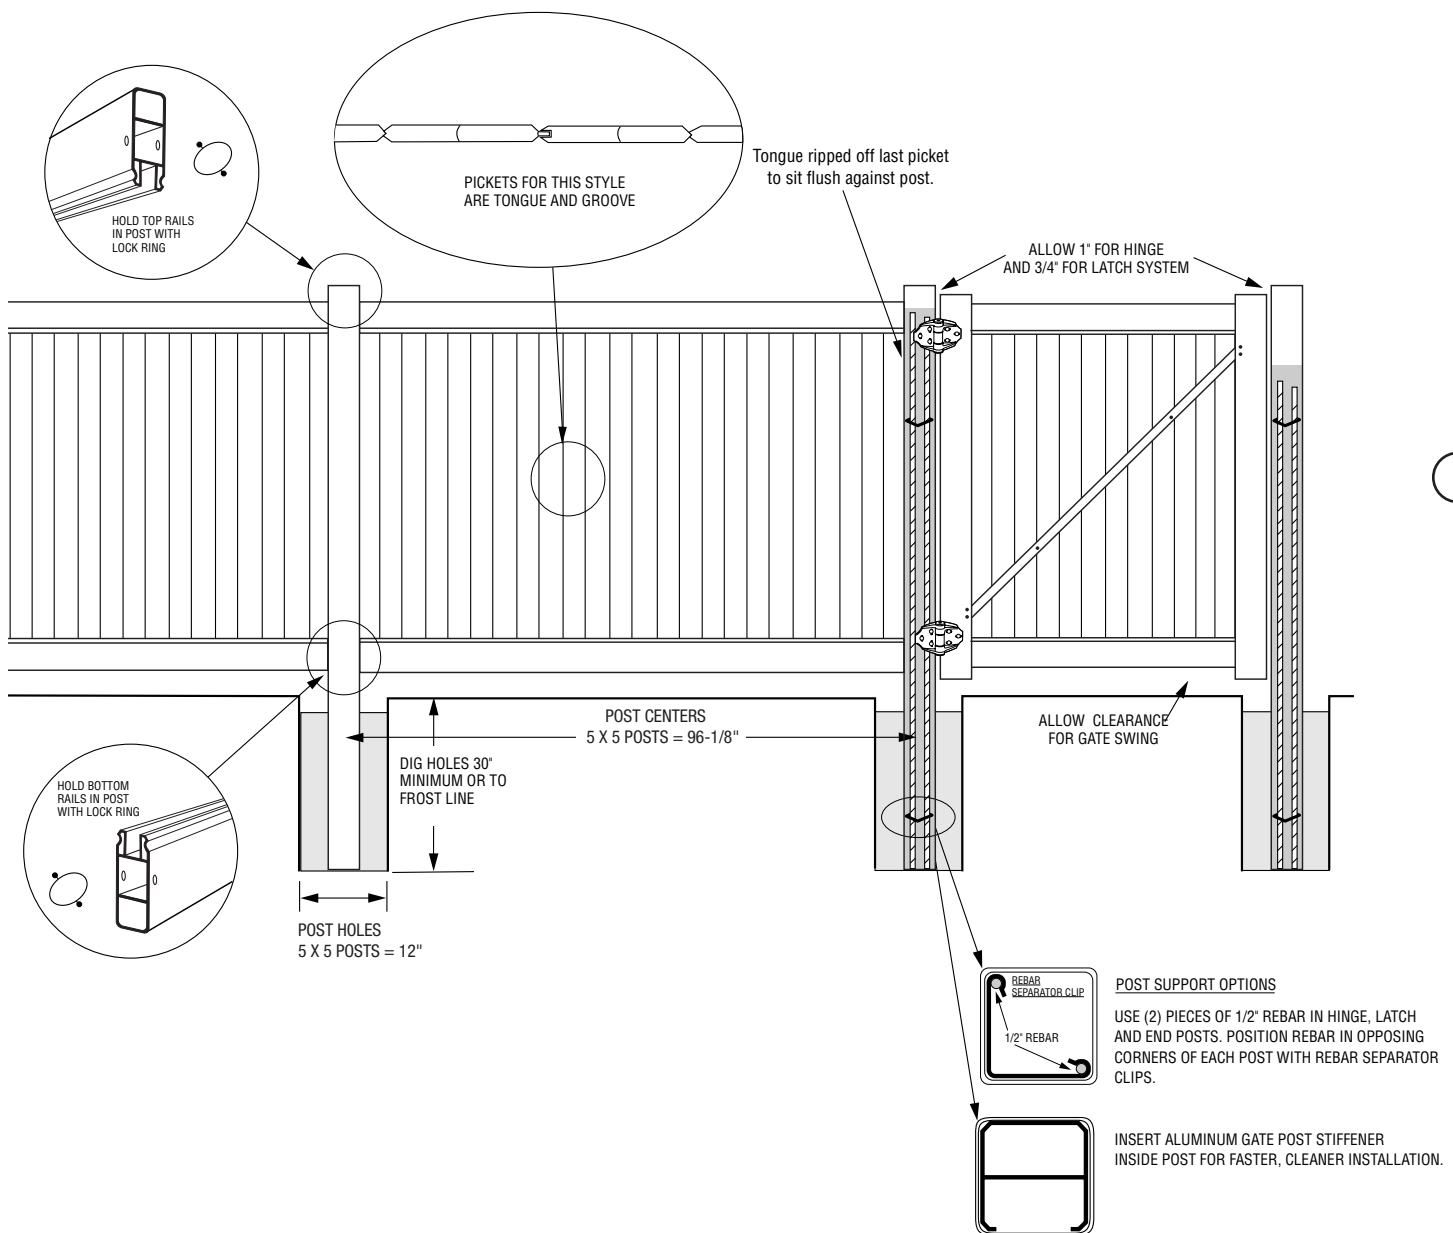 HOLD TOP RAILS
IN POST WITH
LOCK RING
PICKETS FOR THIS STYLE
ARE TONGUE AND GROOVE
Tongue ripped off last picket
to sit flush against post.
ALLOW 1" FOR HINGE
AND 3/4" FOR LATCH SYSTEM
POST CENTERS
5 X 5 POSTS = 96-1/8"
ALLOW CLEARANCE
FOR GATE SWING
DIG HOLES 30"
MINIMUM OR TO
FROST LINE
HOLD BOTTOM
RAILS IN POST
WITH LOCK RING
POST HOLES
5 X 5 POSTS = 12"
REBAR
SEPARATOR CLIP
1/2" REBAR
POST SUPPORT OPTIONS
USE (2) PIECES OF 1/2" REBAR IN HINGE, LATCH
AND END POSTS. POSITION REBAR IN OPPOSING
CORNERS OF EACH POST WITH REBAR SEPARATOR
CLIPS.
INSERT ALUMINUM GATE POST STIFFENER
INSIDE POST FOR FASTER, CLEANER INSTALLATION.